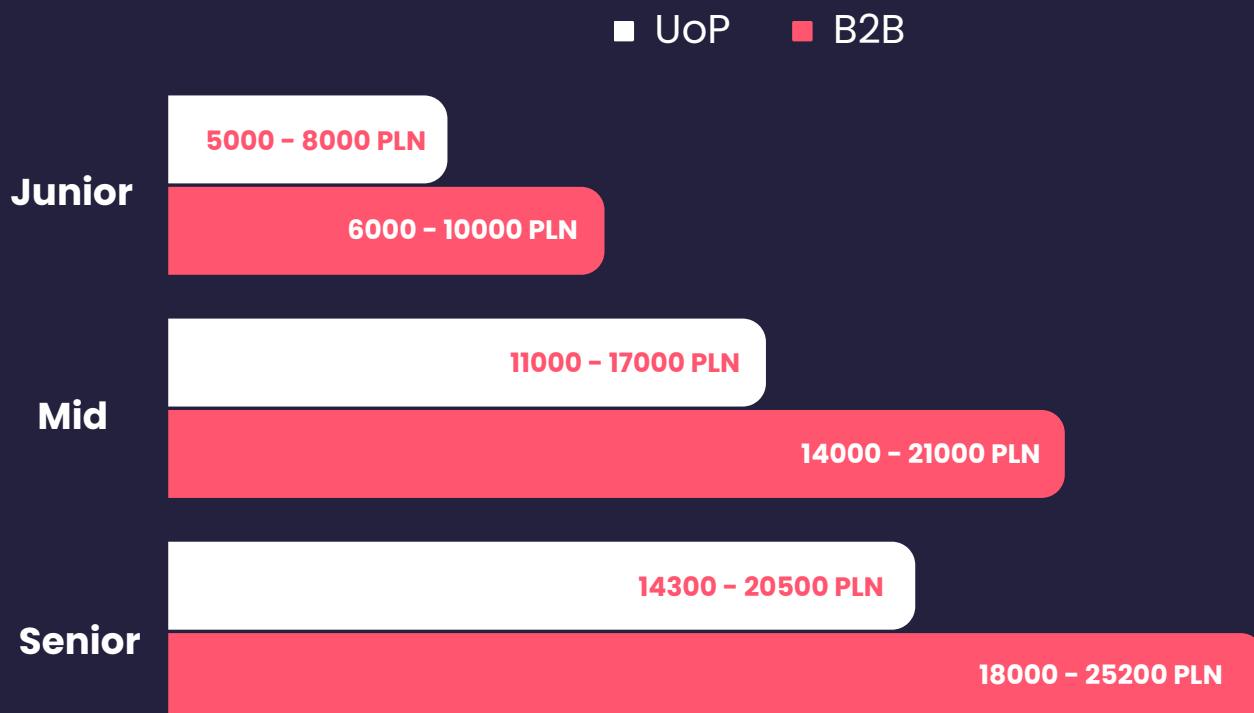 UoP B2B
5000 - 8000 PLN
Junior
6000 - 10000 PLN
11000 - 17000 PLN
Mid
14000 - 21000 PLN
14300 - 20500 PLN
Senior
18000 - 25200 PLN